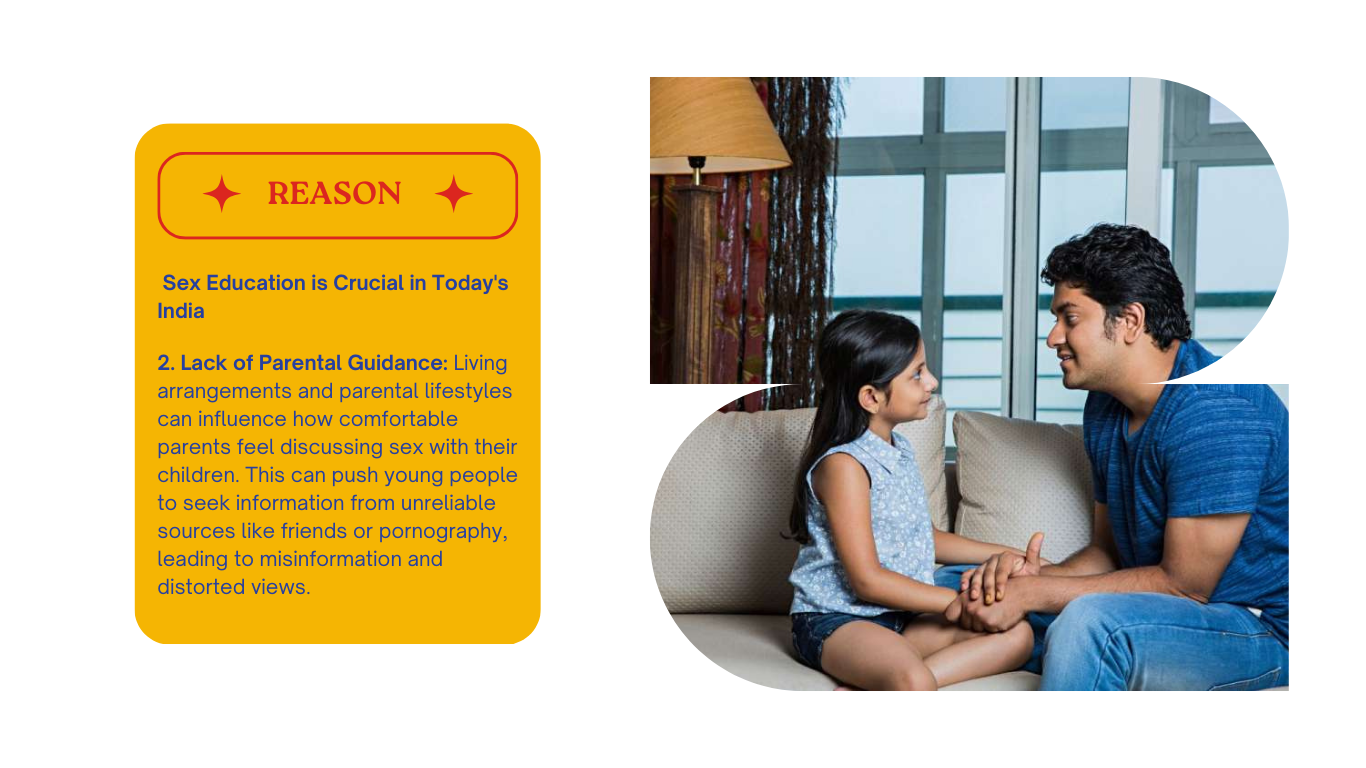 REASON
Sex Education is Crucial in Today's
India
2. Lack of Parental Guidance: Living
arrangements and parental lifestyles
can influence how comfortable
parents feel discussing sex with their
children. This can push young people
to seek information from unreliable
sources like friends or pornography,
leading to misinformation and
distorted views.